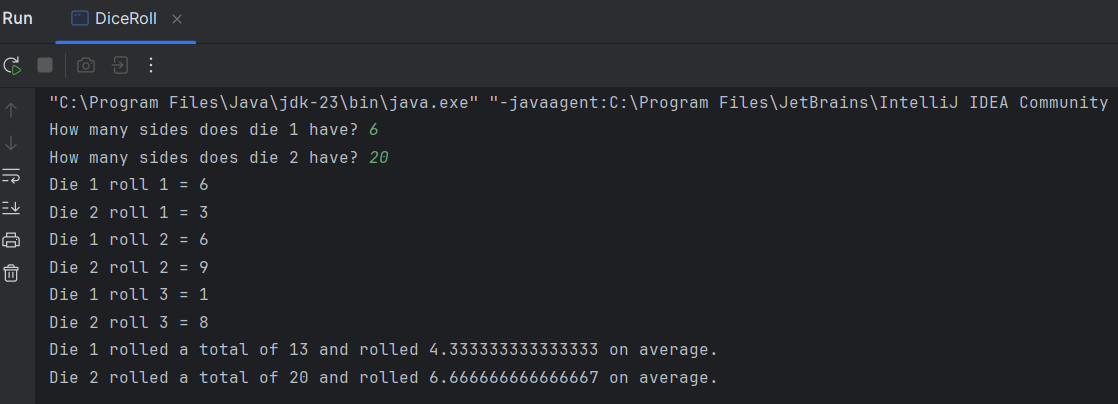 Run DiceRoll
"C:\Program Files\Java\jdk-23\bin\java.exe" "-javaagent:C:\Program Files\JetBrains\IntelliJ IDEA Community
How many sides does die 1 have? 6
How many sides does die 2 have? 20
Die 1 roll 1 = 6
Die 2 roll 1 = 3
Die 1 roll 2 = 6
Die 2 roll 2 = 9
Die 1 roll 3 = 1
Die 2 roll 3 = 8
Die 1 rolled a total of 13 and rolled 4.333333333333333 on average.
Die 2 rolled a total of 20 and rolled 6.666666666666667 on average.